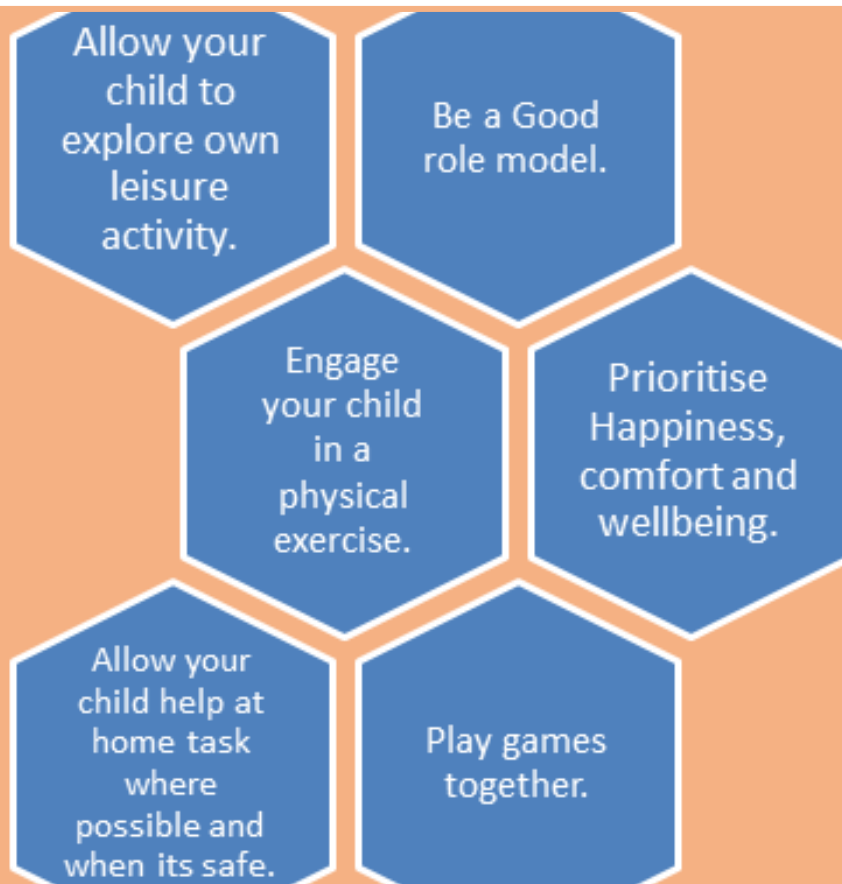 Allow your
child to
explore own
leisure
activity.
Be a Good
role model.
Engage
your child
in a
physical
exercise.
Prioritise
Happiness,
comfort and
wellbeing.
Allow your
child help at
home task
where
possible and
when its safe.
Play games
together.